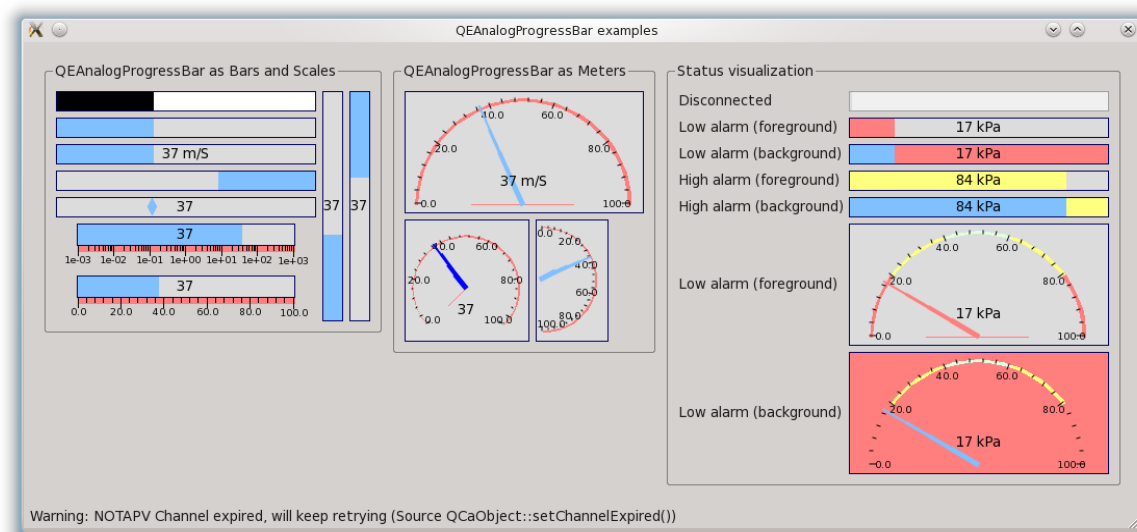 QEAnalogProgressBar examples
QEAnalogProgressBar as Bars and Scales
37 m/S
37
37
1e-03 1e-02 1e-01 1e+00 1e+01 1e+02 1e+03
37
0.0 20.0 40.0 60.0 80.0 100.0
37
37
QEAnalogProgressBar as Meters
0.0 20.0 40.0 60.0 80.0 100.0
37 m/S
0.0 20.0 40.0 60.0 80.0 100.0
37
0.0 20.0 40.0 60.0 80.0 100.0
Status visualization
Disconnected
Low alarm (foreground) 17 kPa
Low alarm (background) 17 kPa
High alarm (foreground) 84 kPa
High alarm (background) 84 kPa
Low alarm (foreground)
0.0 20.0 40.0 60.0 80.0 100.0
17 kPa
Low alarm (background)
0.0 20.0 40.0 60.0 80.0 100.0
17 kPa
Warning: NOTAPV Channel expired, will keep retrying (Source QCaObject::setChannelExpired())